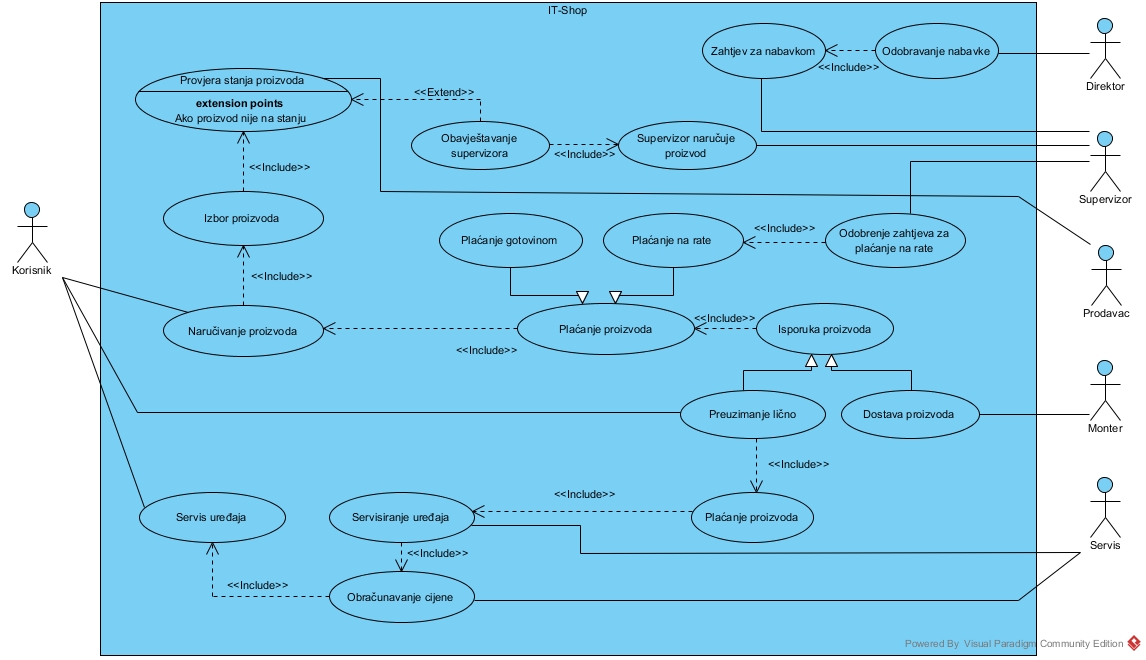 IT-Shop
Zahtjev za nabavkom
<<Include>>
Odobravanje nabavke
Direktor
Provjera stanja proizvoda
extension points
Ako proizvod nije na stanju
<<Extend>>
Obavještavanje
supervizora
<<Include>>
Supervizor naručuje
proizvod
Supervizor
<<Include>>
Izbor proizvoda
Korisnik
Plaćanje gotovinom
Plaćanje na rate
<<Include>>
Odobrenje zahtjeva za
plaćanje na rate
Prodavac
<<Include>>
Naručivanje proizvoda
<<Include>>
Plaćanje proizvoda
<<Include>>
Isporuka proizvoda
Preuzimanje lično
Dostava proizvoda
Monter
<<Include>>
Servis uređaja
Servisiranje uređaja
<<Include>>
Plaćanje proizvoda
Servis
<<Include>>
<<Include>>
Obračunavanje cijene
Powered By Visual Paradigm Community Edition